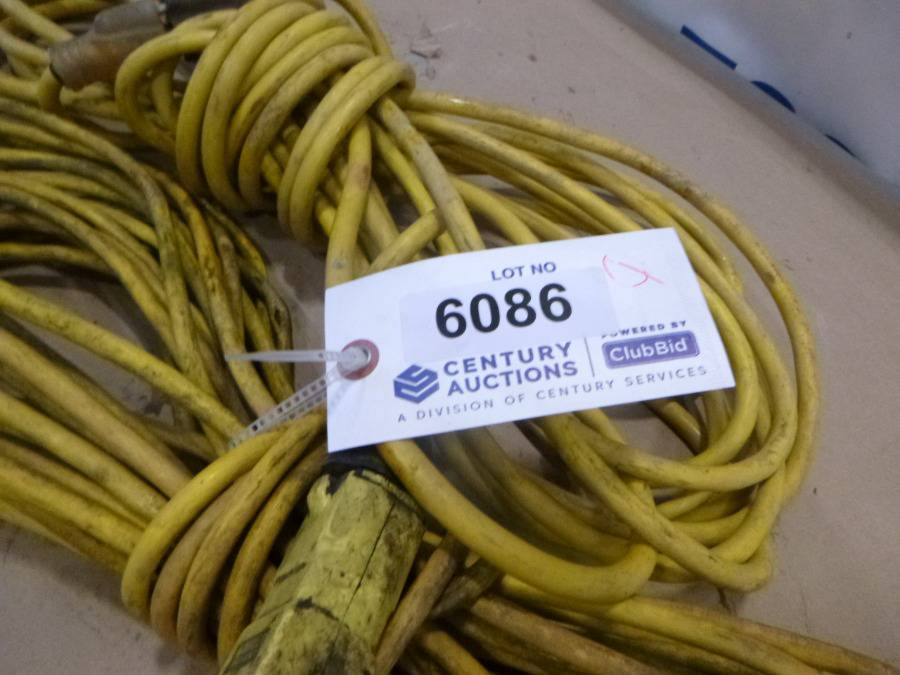 LOT NO
6086
CENTURY
AUCTIONS
POWERED BY
ClubBid
A DIVISION OF CENTURY SERVICES